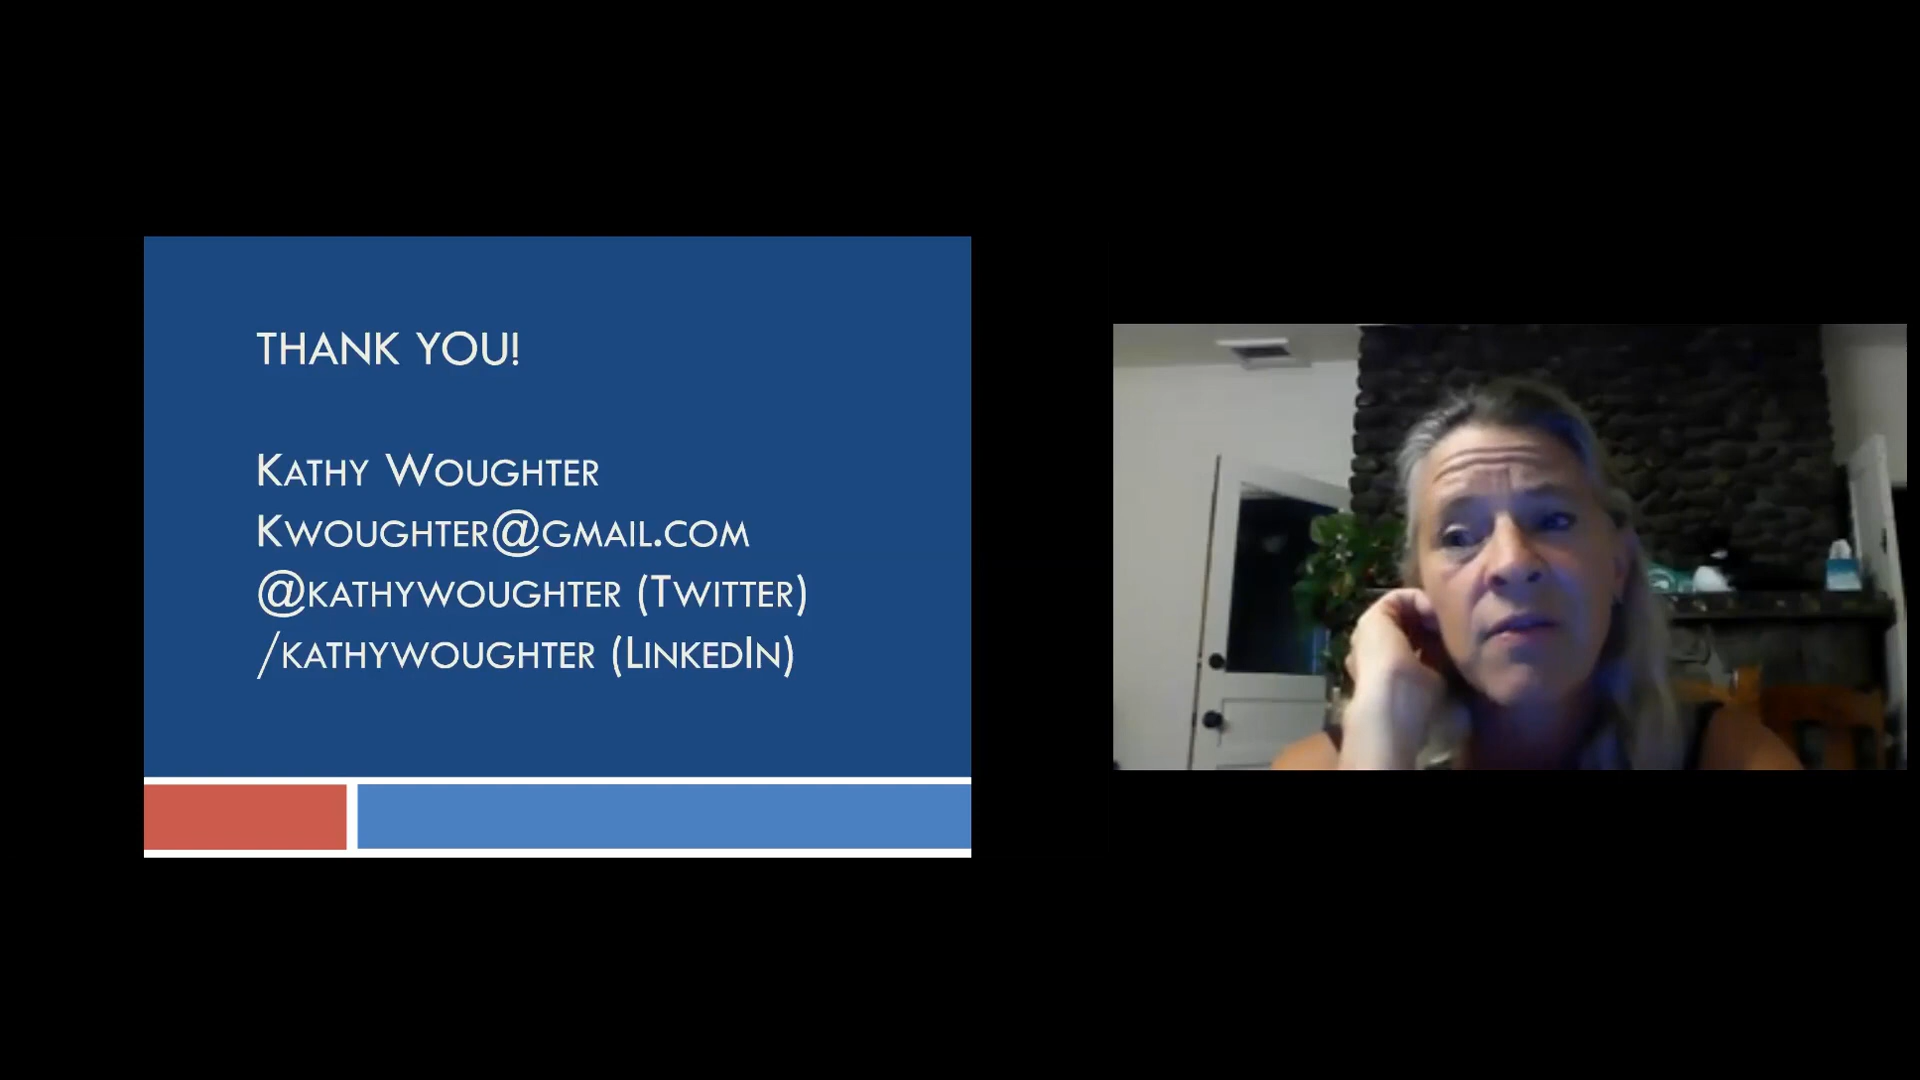 THANK YOU!
KATHY WOUGHTER
KWOUGHTER@GMAIL.COM
@KATHYWOUGHTER (TWITTER)
/KATHYWOUGHTER (LINKEDIN)